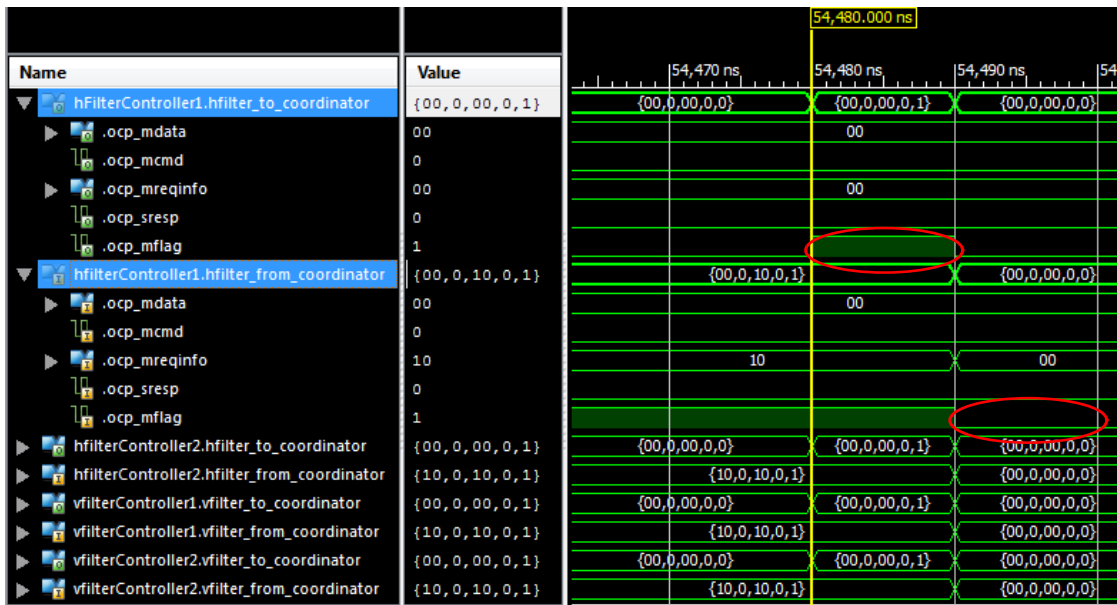 54,480.000 ns
Name Value 54,470 ns 54,480 ns 54,490 ns 54
hFilterController1.hfilter_to_coordinator {00,0,00,0,1} {00,0,00,0,0} {00,0,00,0,1} {00,0,00,0,0}
.ocp_mdata 00 00
.ocp_mcmd 0
.ocp_mreqinfo 00 00
.ocp_sresp 0
.ocp_mflag 1
hfilterController1.hfilter_from_coordinator {00,0,10,0,1} {00,0,10,0,1} {00,0,00,0,0}
.ocp_mdata 00 00
.ocp_mcmd 0
.ocp_mreqinfo 10 10 00
.ocp_sresp 0
.ocp_mflag 1
hfilterController2.hfilter_to_coordinator {00,0,00,0,1} {00,0,00,0,0} {00,0,00,0,1} {00,0,00,0,0}
hfilterController2.hfilter_from_coordinator {10,0,10,0,1} {10,0,10,0,1} {00,0,00,0,0}
vfilterController1.vfilter_to_coordinator {00,0,00,0,1} {00,0,00,0,0} {00,0,00,0,1} {00,0,00,0,0}
vfilterController1.vfilter_from_coordinator {10,0,10,0,1} {10,0,10,0,1} {00,0,00,0,0}
vfilterController2.vfilter_to_coordinator {00,0,00,0,1} {00,0,00,0,0} {00,0,00,0,1} {00,0,00,0,0}
vfilterController2.vfilter_from_coordinator {10,0,10,0,1} {10,0,10,0,1} {00,0,00,0,0}